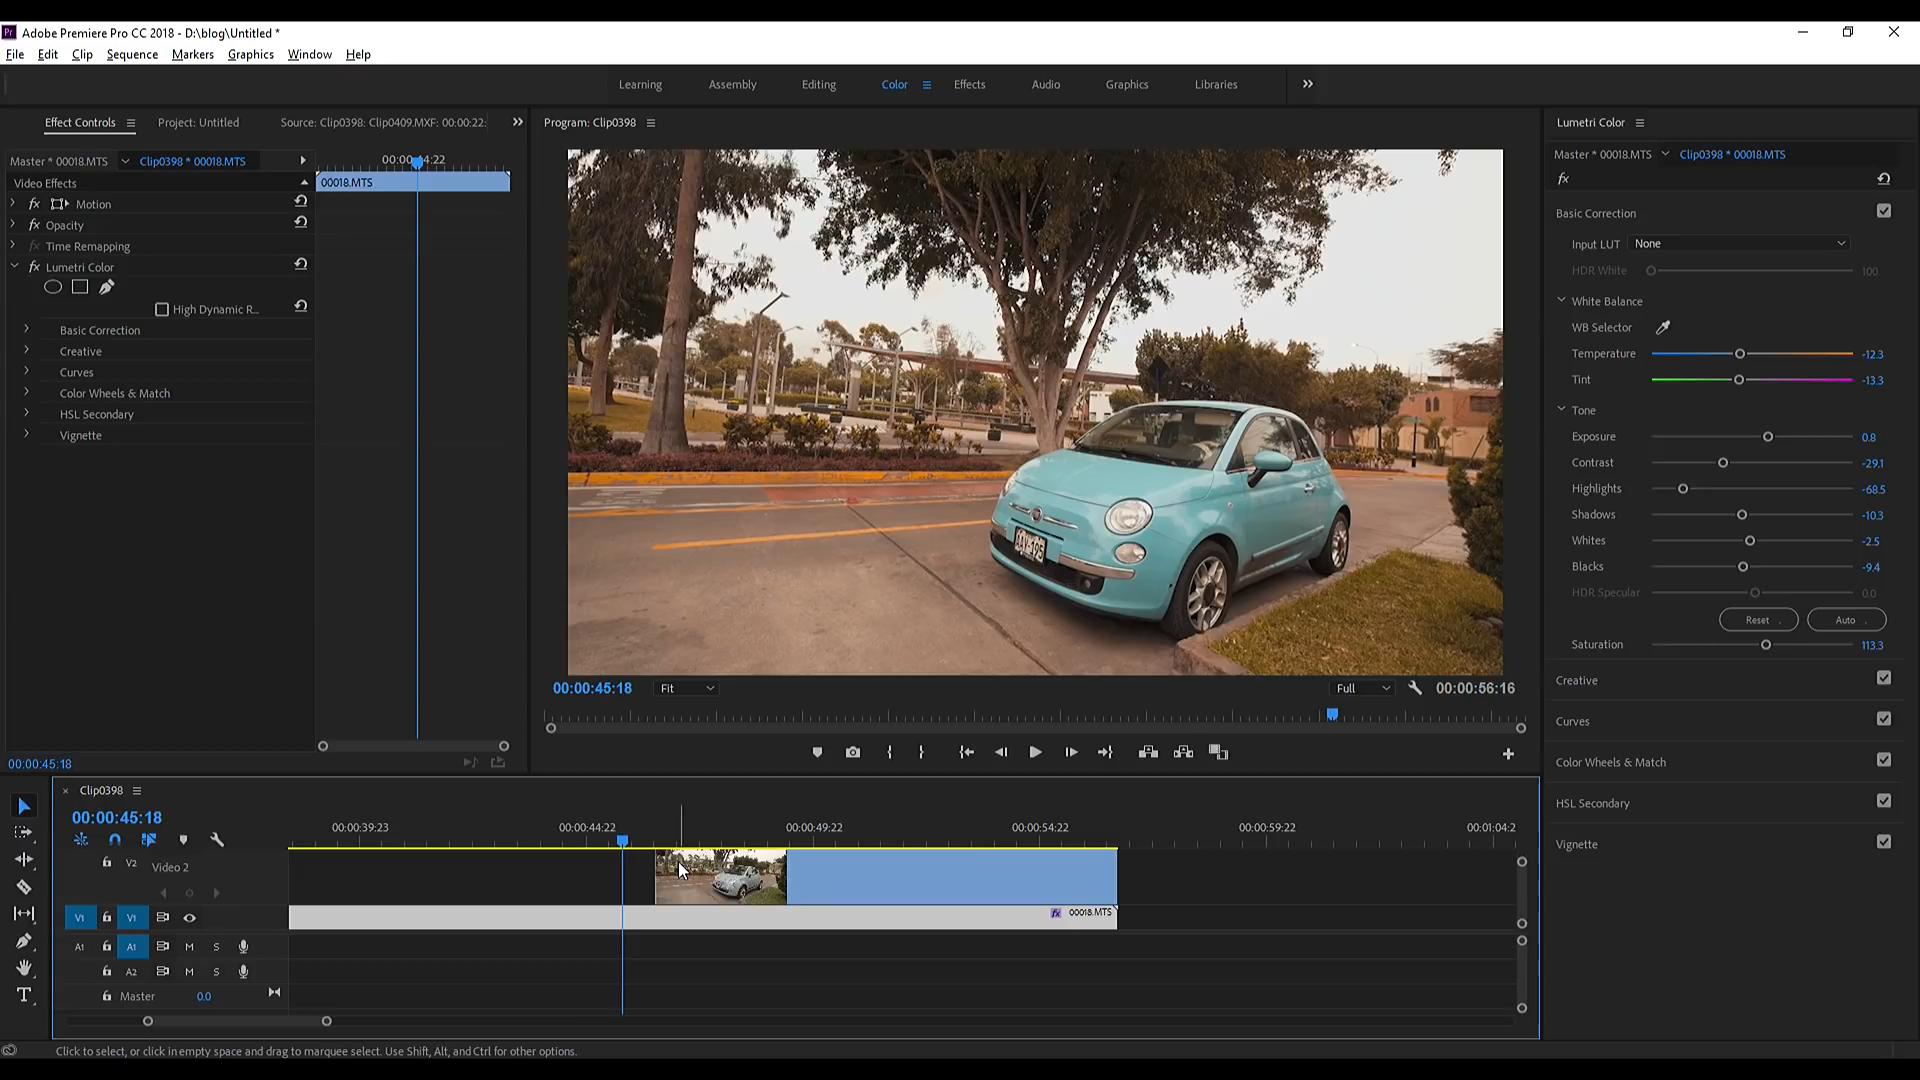 Adobe Premiere Pro CC 2018 - D:\blog\Untitled *
File Edit Clip Sequence Markers Graphics Window Help
Learning Assembly Editing Color Effects Audio Graphics Libraries
Effect Controls Project: Untitled Source: Clip0398: Clip0409.MXF: 00:00:22:
Master * 00018.MTS Clip0398 * 00018.MTS
Video Effects 00018.MTS
fx Motion
fx Opacity
fx Time Remapping
fx Lumetri Color
High Dynamic R...
Basic Correction
Creative
Curves
Color Wheels & Match
HSL Secondary
Vignette
00:00:45:18
Program: Clip0398
00:00:45:18 Fit Full 00:00:56:16
Lumetri Color
Master * 00018.MTS Clip0398 * 00018.MTS
fx
Basic Correction
Input LUT None
HDR White 100
White Balance
WB Selector
Temperature -12.3
Tint -13.3
Tone
Exposure 0.8
Contrast -29.1
Highlights -68.5
Shadows -10.3
Whites -2.5
Blacks -9.4
HDR Specular 0.0
Reset Auto
Saturation 113.3
Creative
Curves
Color Wheels & Match
HSL Secondary
Vignette
× Clip0398
00:00:45:18
00:00:39:23 00:00:44:22 00:00:49:22 00:00:54:22 00:00:59:22 00:01:04:2
V2 Video 2
V1 V1 fx 00018.MTS
A1 A1 M S
A2 M S
Master 0.0
Click to select, or click in empty space and drag to marquee select. Use Shift, Alt, and Ctrl for other options.